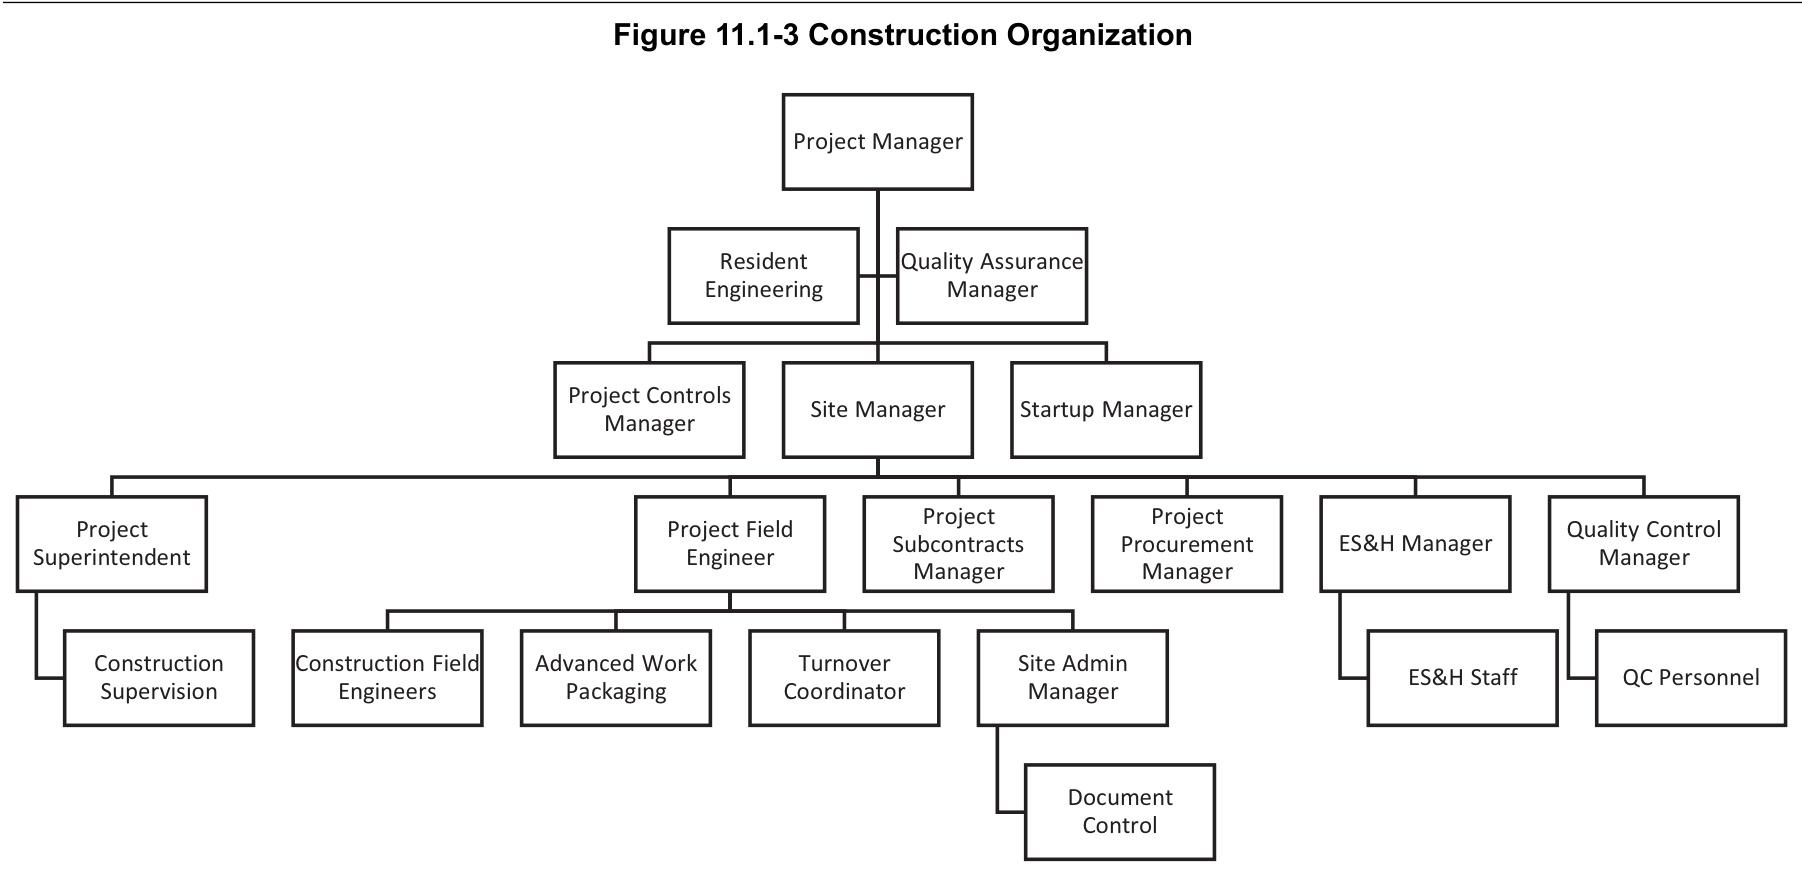 Figure 11.1-3 Construction Organization
Project Manager
Resident
Engineering
Quality Assurance
Manager
Project Controls
Manager
Site Manager
Startup Manager
Project
Superintendent
Project Field
Engineer
Project
Subcontracts
Manager
Project
Procurement
Manager
ES&H Manager
Quality Control
Manager
Construction
Supervision
Construction Field
Engineers
Advanced Work
Packaging
Turnover
Coordinator
Site Admin
Manager
ES&H Staff
QC Personnel
Document
Control